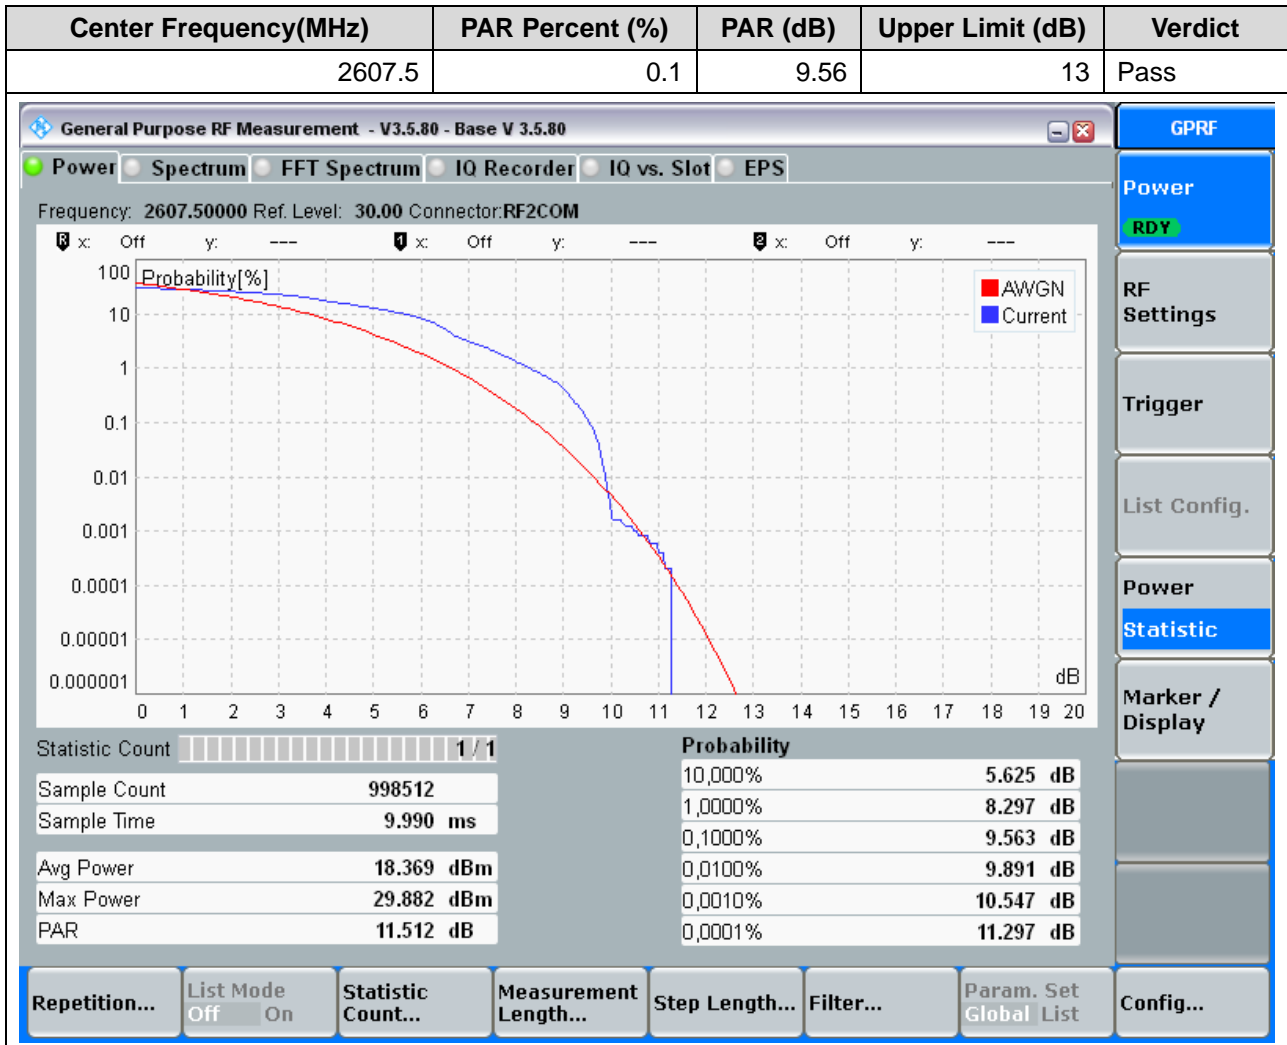 Center Frequency(MHz) PAR Percent (%) PAR (dB) Upper Limit (dB) Verdict
2607.5 0.1 9.56 13 Pass
General Purpose RF Measurement - V3.5.80 - Base V 3.5.80
GPRF
Power Spectrum FFT Spectrum IQ Recorder IQ vs. Slot EPS
Frequency: 2607.50000 Ref. Level: 30.00 Connector:RF2COM
R x: Off y: --- 1 x: Off y: --- 2 x: Off y: ---
Probability[%]
AWGN
Current
100
10
1
0.1
0.01
0.001
0.0001
0.00001
0.000001
dB
0 1 2 3 4 5 6 7 8 9 10 11 12 13 14 15 16 17 18 19 20
Statistic Count 1 / 1
Sample Count 998512
Sample Time 9.990 ms
Avg Power 18.369 dBm
Max Power 29.882 dBm
PAR 11.512 dB
Probability
10,000% 5.625 dB
1,0000% 8.297 dB
0,1000% 9.563 dB
0,0100% 9.891 dB
0,0010% 10.547 dB
0,0001% 11.297 dB
Power
RDY
RF
Settings
Trigger
List Config.
Power
Statistic
Marker /
Display
Repetition...
List Mode
Off On
Statistic
Count...
Measurement
Length...
Step Length...
Filter...
Param. Set
Global List
Config...